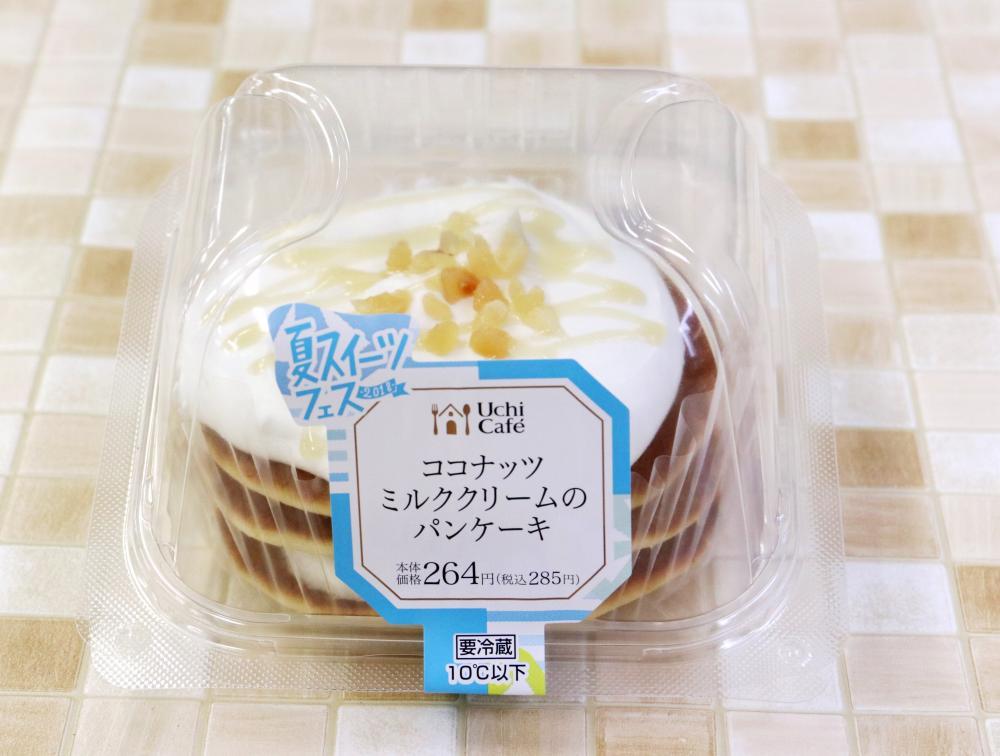 夏スイーツ
フェス
2018
Uchi
Café
ココナッツ
ミルククリームの
パンケーキ
本体
価格264円(税込285円)
要冷蔵
10℃以下